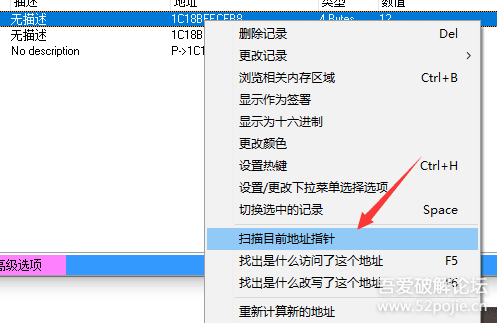 描述 地址 类型 数值
无描述 1C18BFECFB8 4 Bytes 12
无描述 1C18B
No description P->1C1
删除记录 Del
更改记录 >
浏览相关内存区域 Ctrl+B
显示作为签署
显示为十六进制
更改颜色
设置热键 Ctrl+H
设置/更改下拉菜单选择选项
切换选中的记录 Space
扫描目前地址指针
高级选项
找出是什么访问了这个地址 F5
找出是什么改写了这个地址 F6
重新计算新的地址
吾爱破解论坛
www.52pojie.cn